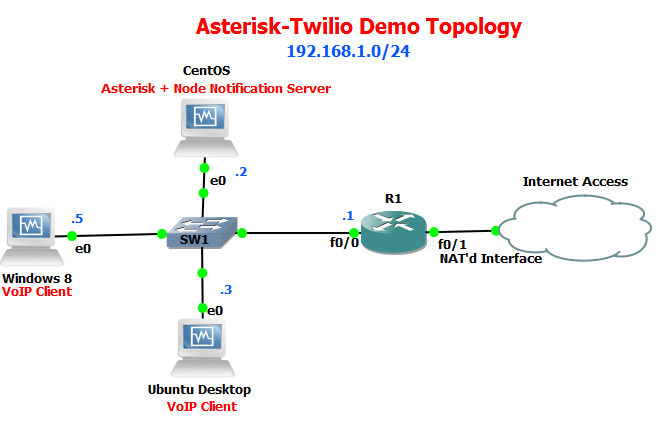 Asterisk-Twilio Demo Topology
192.168.1.0/24
CentOS
Asterisk + Node Notification Server
.2
e0
Internet Access
R1
.5
.1
SW1
e0
f0/0
f0/1
NAT'd Interface
Windows 8
VoIP Client
.3
e0
Ubuntu Desktop
VoIP Client